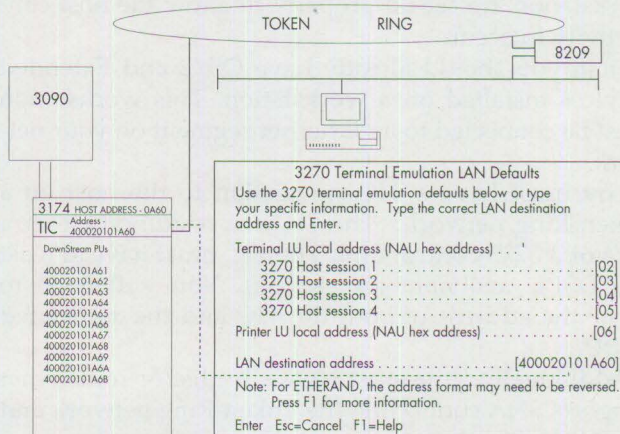 TOKEN RING
8209
3090
3174 HOST ADDRESS - 0A60
TIC Address -
400020101A60
DownStream PUs
400020101A61
400020101A62
400020101A63
400020101A64
400020101A65
400020101A66
400020101A67
400020101A68
400020101A69
400020101A6A
400020101A6B
3270 Terminal Emulation LAN Defaults
Use the 3270 terminal emulation defaults below or type
your specific information. Type the correct LAN destination
address and Enter.
Terminal LU local address (NAU hex address) . . . '
3270 Host session 1 . . . . . . . . . . . . . . . . . . . . . . [02]
3270 Host session 2 . . . . . . . . . . . . . . . . . . . . . . [03]
3270 Host session 3 . . . . . . . . . . . . . . . . . . . . . . [04]
3270 Host session 4 . . . . . . . . . . . . . . . . . . . . . . [05]
Printer LU local address (NAU hex address) . . . . . . . . . . . [06]
LAN destination address . . . . . . . . . . . . . . . [400020101A60]
Note: For ETHERAND, the address format may need to be reversed.
Press F1 for more information.
Enter Esc=Cancel F1=Help